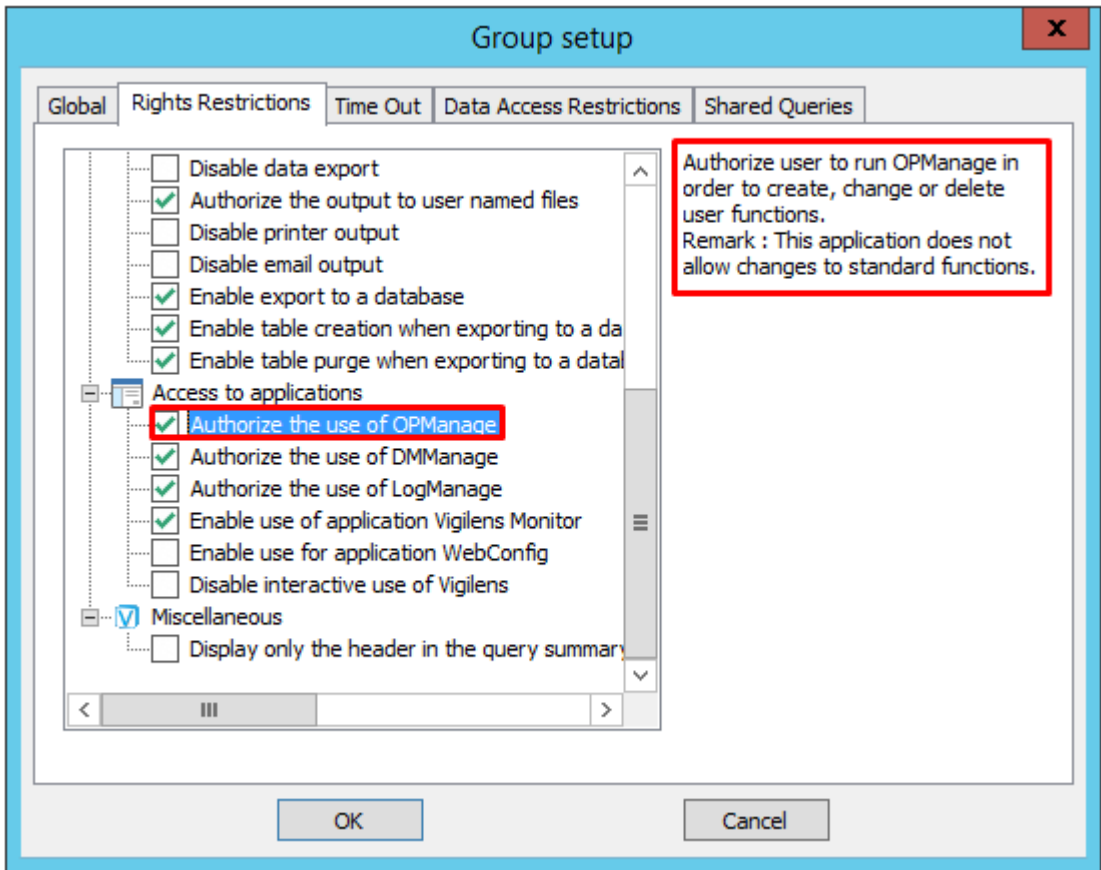 Group setup
x
Global
Rights Restrictions
Time Out
Data Access Restrictions
Shared Queries
Disable data export
Authorize the output to user named files
Disable printer output
Disable email output
Enable export to a database
Enable table creation when exporting to a da
Enable table purge when exporting to a datal
Access to applications
Authorize the use of OPManage
Authorize the use of DMManage
Authorize the use of LogManage
Enable use of application Vigilens Monitor
Enable use for application WebConfig
Disable interactive use of Vigilens
V Miscellaneous
Display only the header in the query summary
Authorize user to run OPManage in
order to create, change or delete
user functions.
Remark : This application does not
allow changes to standard functions.
OK
Cancel